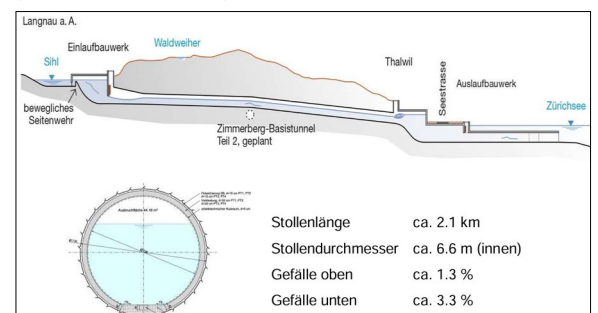 Langnau a. A.
Einlaufbauwerk
Waldweiher
Sihl
Thalwil
Seestrasse
Auslaufbauwerk
Zürichsee
bewegliches
Seitenwehr
Zimmerberg-Basistunnel
Teil 2, geplant
Stollenlänge ca. 2.1 km
Stollendurchmesser ca. 6.6 m (innen)
Gefälle oben ca. 1.3 %
Gefälle unten ca. 3.3 %